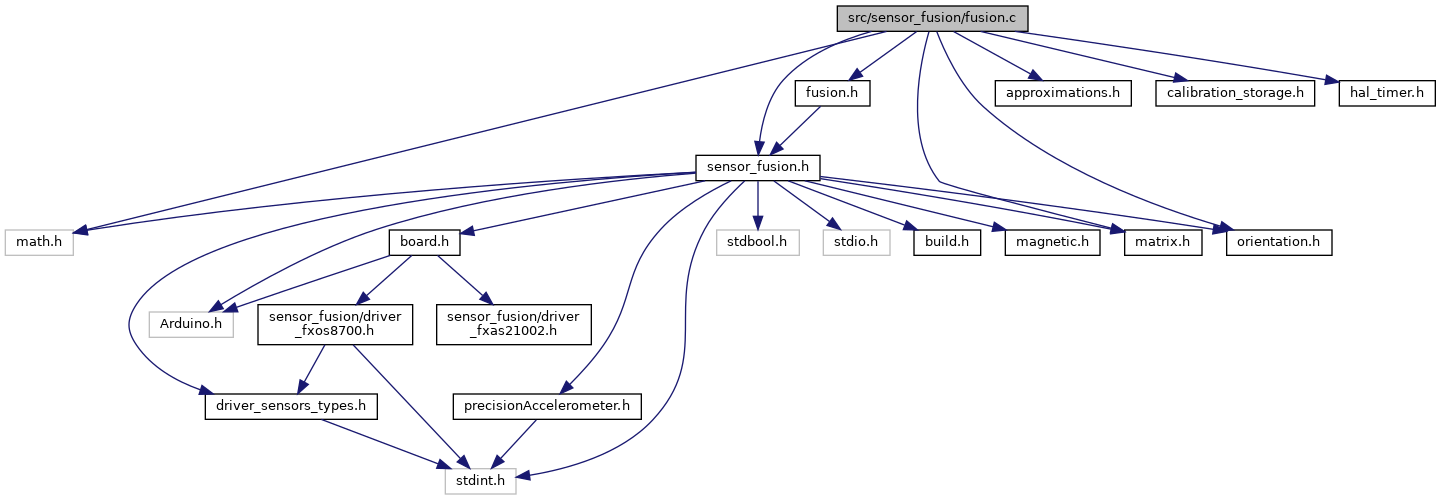 src/sensor_fusion/fusion.c
fusion.h
approximations.h
calibration_storage.h
hal_timer.h
sensor_fusion.h
math.h
board.h
stdbool.h
stdio.h
build.h
magnetic.h
matrix.h
orientation.h
Arduino.h
sensor_fusion/driver
_fxos8700.h
sensor_fusion/driver
_fxas21002.h
driver_sensors_types.h
precisionAccelerometer.h
stdint.h